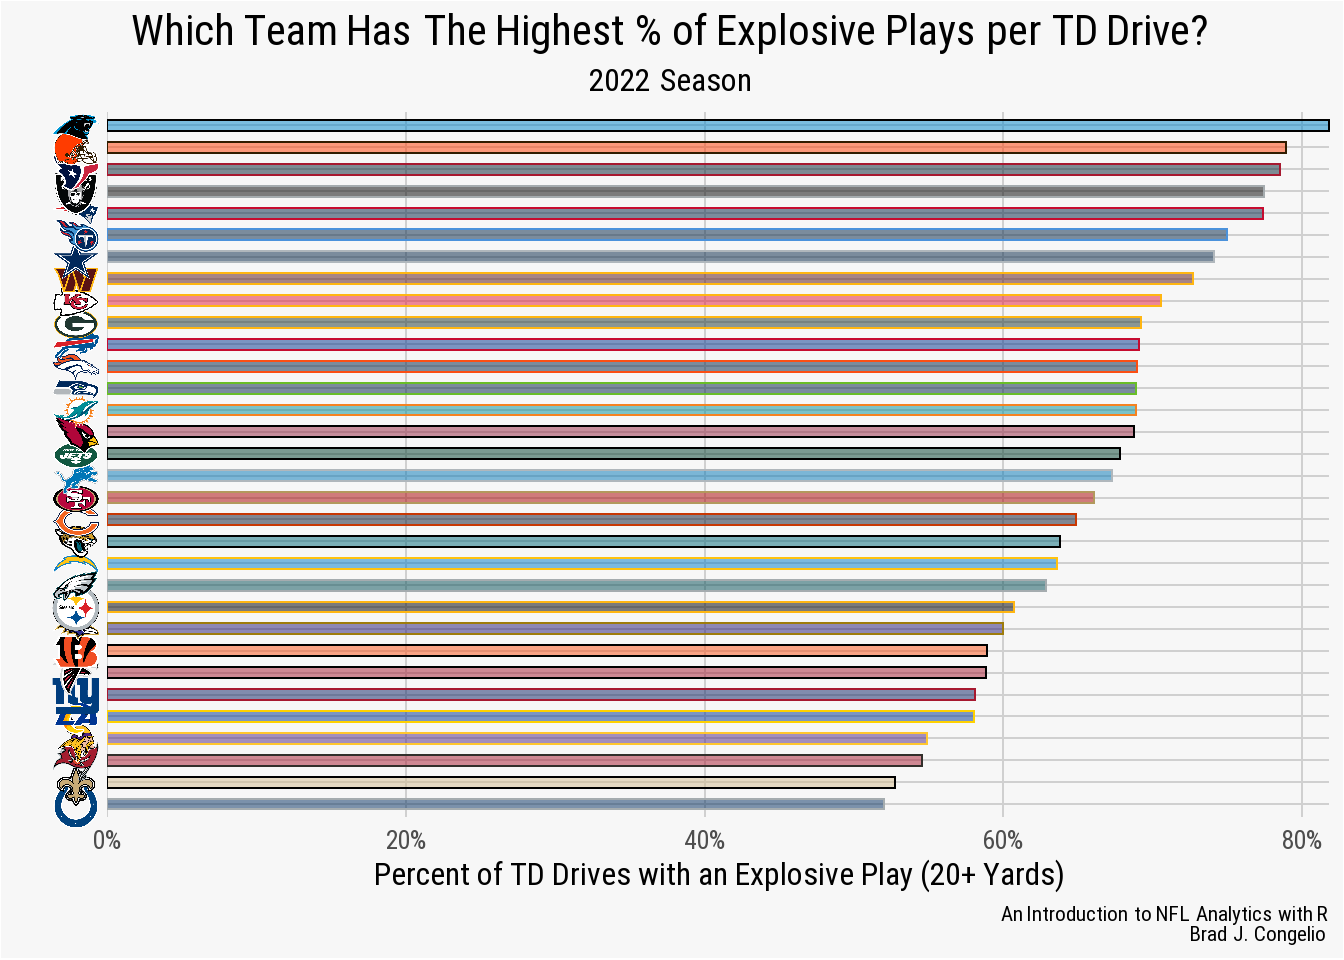 Which Team Has The Highest % of Explosive Plays per TD Drive?
2022 Season
0%
20%
40%
60%
80%
Percent of TD Drives with an Explosive Play (20+ Yards)
An Introduction to NFL Analytics with R
Brad J. Congelio